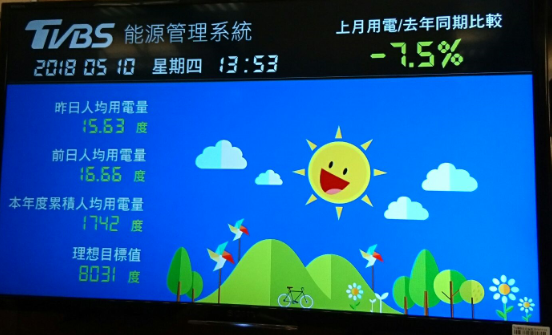 TVBS 能源管理系統
上月用電/去年同期比較
2018 05 10 星期四 13:53
-7.5%
昨日人均用電量
15.63 度
前日人均用電量
16.66 度
本年度累積人均用電量
1742 度
理想目標值
8031 度